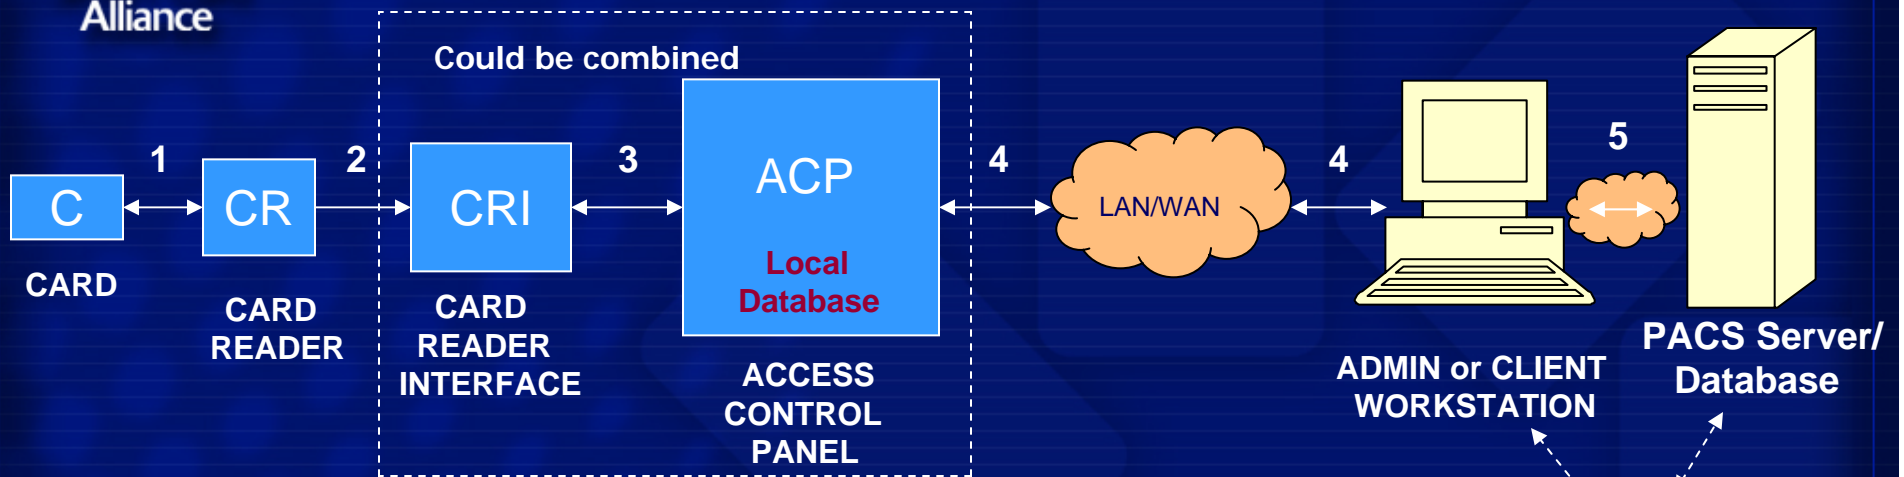 Alliance
Could be combined
1
2
3
4
4
5
C
CR
CRI
ACP
LAN/WAN
Local
Database
CARD
CARD
READER
CARD
READER
INTERFACE
ACCESS
CONTROL
PANEL
ADMIN or CLIENT
WORKSTATION
PACS Server/
Database